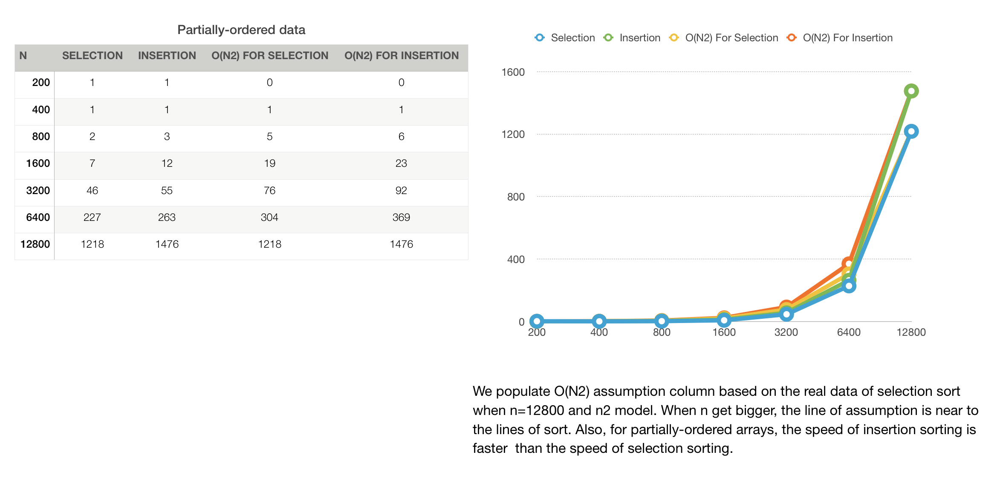 Partially-ordered data
N SELECTION INSERTION O(N2) FOR SELECTION O(N2) FOR INSERTION
200 1 1 0 0
400 1 1 1 1
800 2 3 5 6
1600 7 12 19 23
3200 46 55 76 92
6400 227 263 304 369
12800 1218 1476 1218 1476
Selection Insertion O(N2) For Selection O(N2) For Insertion
1600
1200
800
400
0
200 400 800 1600 3200 6400 12800
We populate O(N2) assumption column based on the real data of selection sort
when n=12800 and n2 model. When n get bigger, the line of assumption is near to
the lines of sort. Also, for partially-ordered arrays, the speed of insertion sorting is
faster  than the speed of selection sorting.